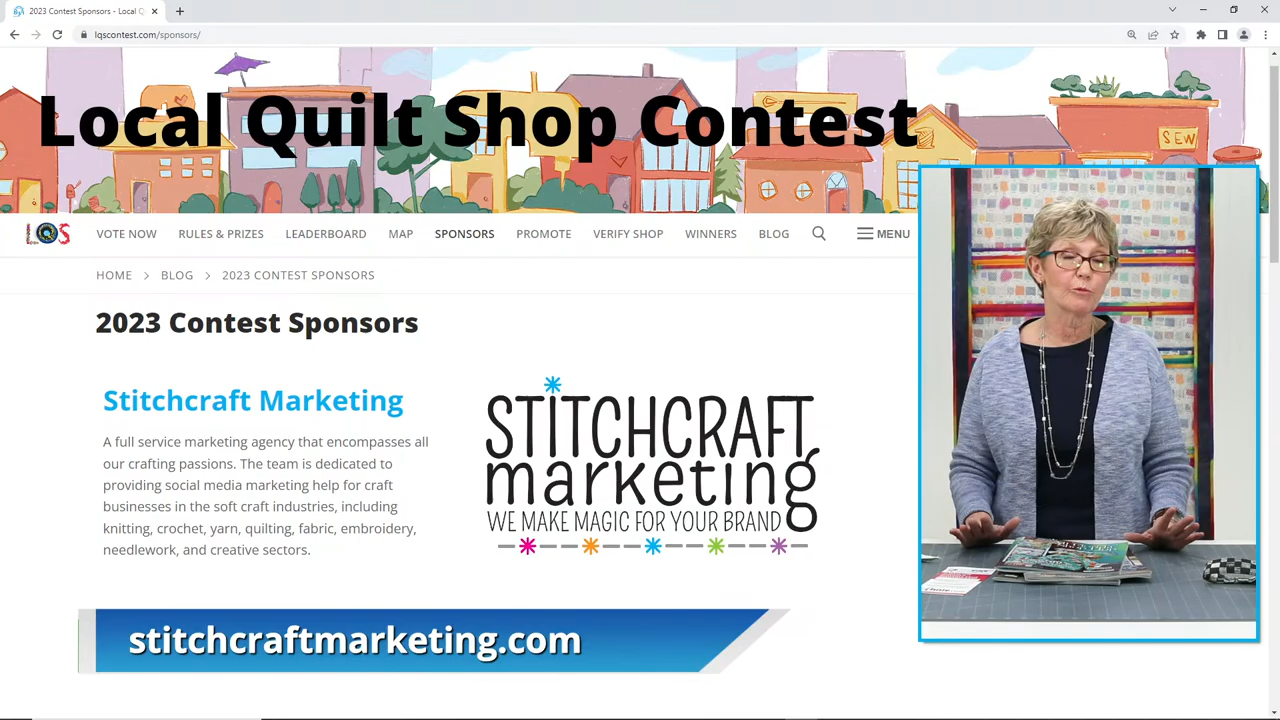 2023 Contest Sponsors - Local Q
lqscontest.com/sponsors/
Local Quilt Shop Contest
SEW
LQS
VOTE NOW
RULES & PRIZES
LEADERBOARD
MAP
SPONSORS
PROMOTE
VERIFY SHOP
WINNERS
BLOG
MENU
HOME > BLOG > 2023 CONTEST SPONSORS
2023 Contest Sponsors
Stitchcraft Marketing
A full service marketing agency that encompasses all
our crafting passions. The team is dedicated to
providing social media marketing help for craft
businesses in the soft craft industries, including
knitting, crochet, yarn, quilting, fabric, embroidery,
needlework, and creative sectors.
STITCHCRAFT
marketing
WE MAKE MAGIC FOR YOUR BRAND
stitchcraftmarketing.com